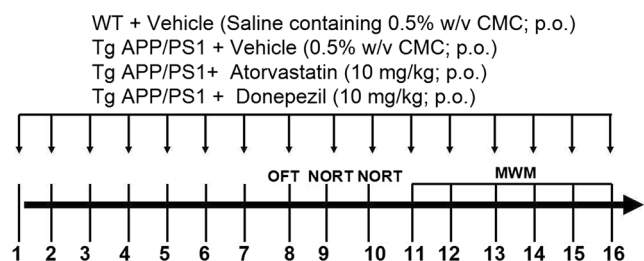 WT + Vehicle (Saline containing 0.5% w/v CMC; p.o.)
Tg APP/PS1 + Vehicle (0.5% w/v CMC; p.o.)
Tg APP/PS1+ Atorvastatin (10 mg/kg; p.o.)
Tg APP/PS1 + Donepezil (10 mg/kg; p.o.)
OFT NORT NORT MWM
1 2 3 4 5 6 7 8 9 10 11 12 13 14 15 16